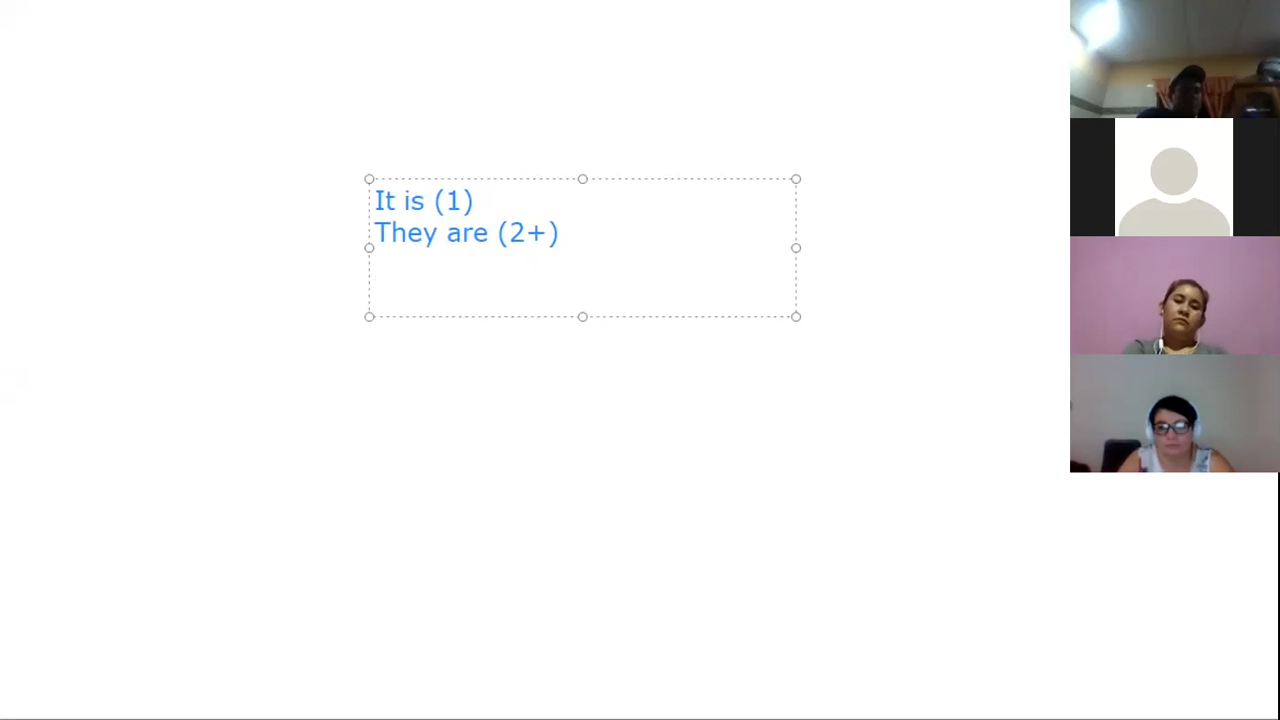 It is (1)
They are (2+)